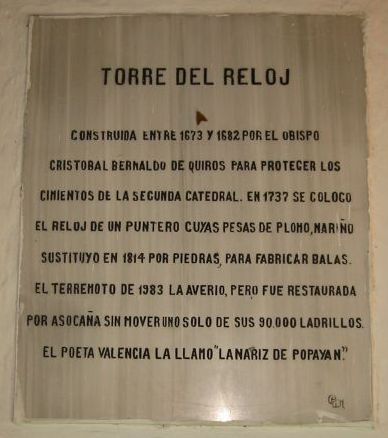 TORRE DEL RELOJ
CONSTRUIDA ENTRE 1673 Y 1682 POR EL OBISPO
CRISTOBAL BERNALDO DE QUIROS PARA PROTEGER LOS
CIMIENTOS DE LA SEGUNDA CATEDRAL. EN 1737 SE COLOCO
EL RELOJ DE UN PUNTERO CUYAS PESAS DE PLOMO, NARIÑO
SUSTITUYO EN 1814 POR PIEDRAS, PARA FABRICAR BALAS.
EL TERREMOTO DE 1983 LA AVERIO, PERO FUE RESTAURADA
POR ASOCAÑA SIN MOVER UNO SOLO DE SUS 90.000 LADRILLOS.
EL POETA VALENCIA LA LLAMO "LA NARIZ DE POPAYAN".